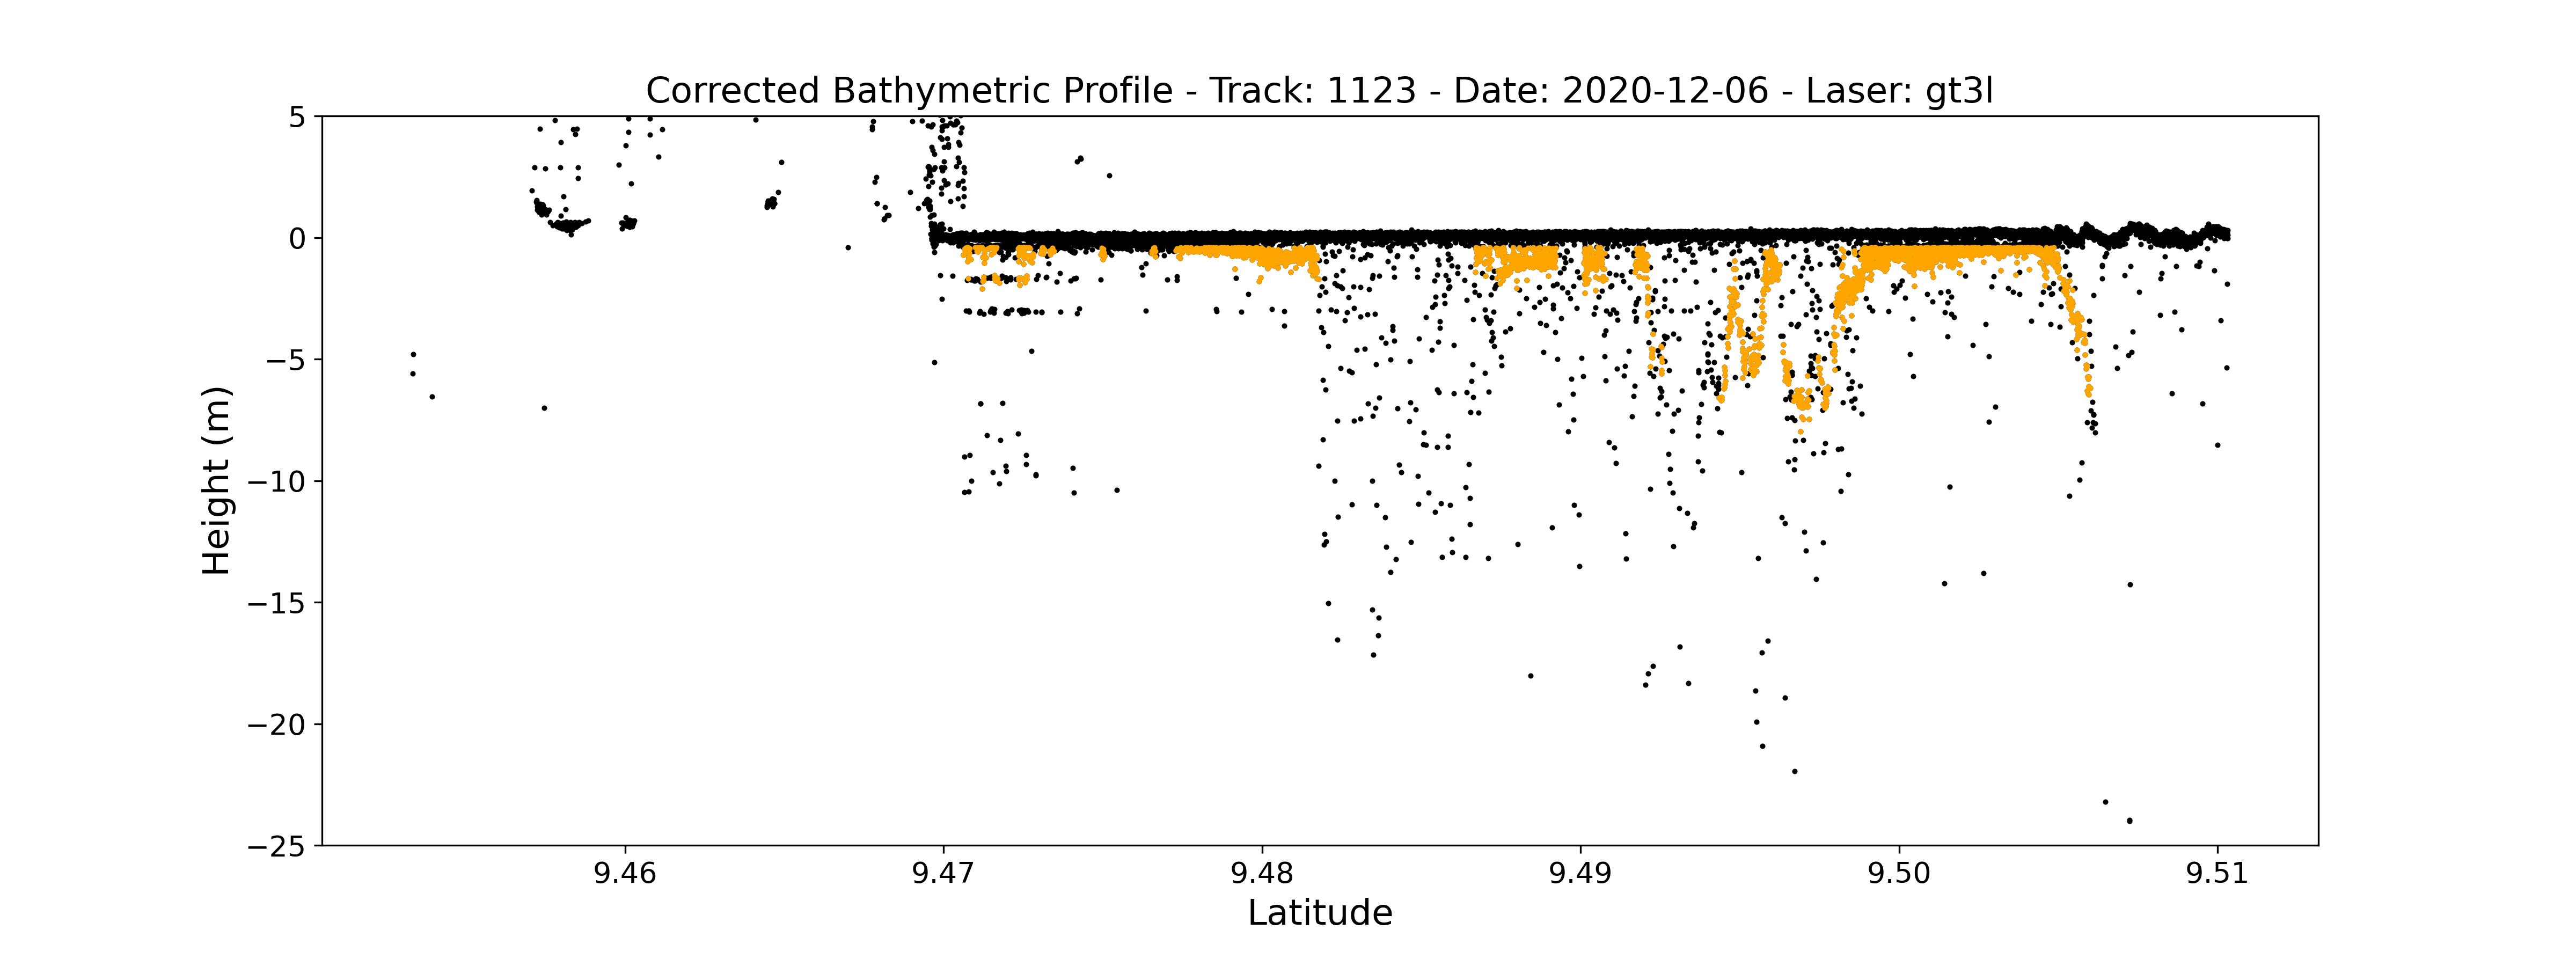 Corrected Bathymetric Profile - Track: 1123 - Date: 2020-12-06 - Laser: gt3l
5
0
−5
−10
−15
−20
−25
Height (m)
9.46 9.47 9.48 9.49 9.50 9.51
Latitude